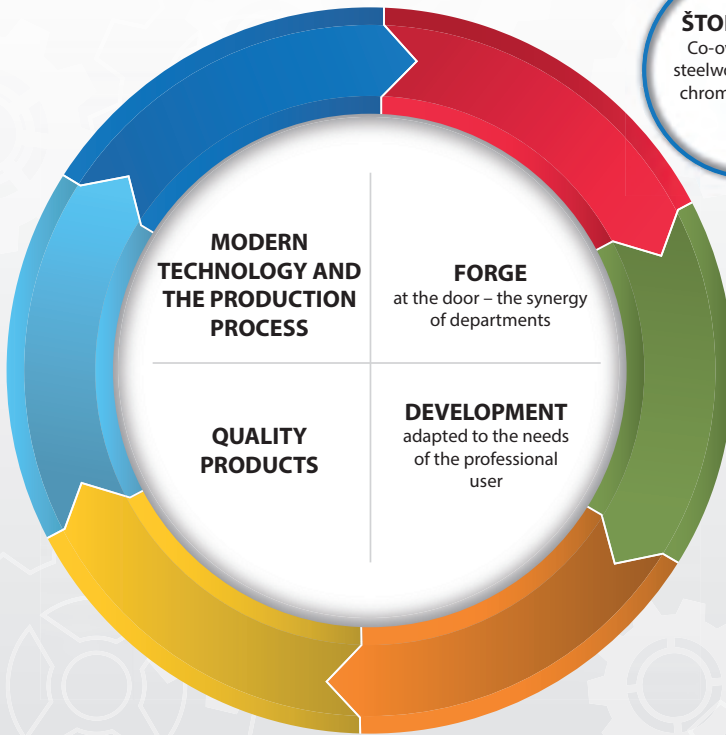 MODERN
TECHNOLOGY AND
THE PRODUCTION
PROCESS
FORGE
at the door – the synergy
of departments
QUALITY
PRODUCTS
DEVELOPMENT
adapted to the needs
of the professional
user